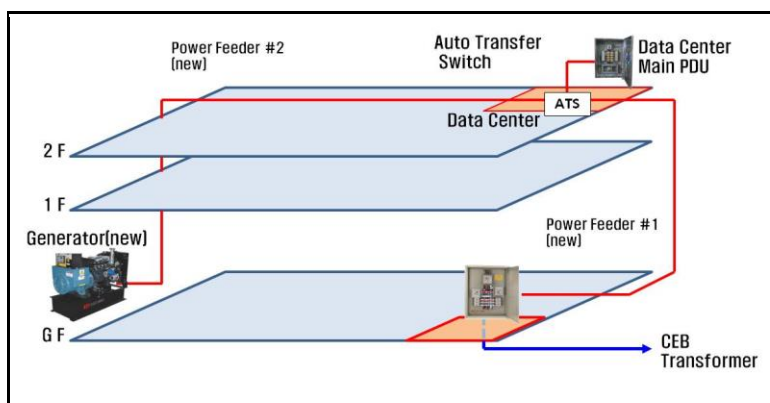 Power Feeder #2
(new)
Auto Transfer
Switch
Data Center
Main PDU
ATS
Data Center
2 F
1 F
Generator(new)
Power Feeder #1
(new)
G F
CEB
Transformer